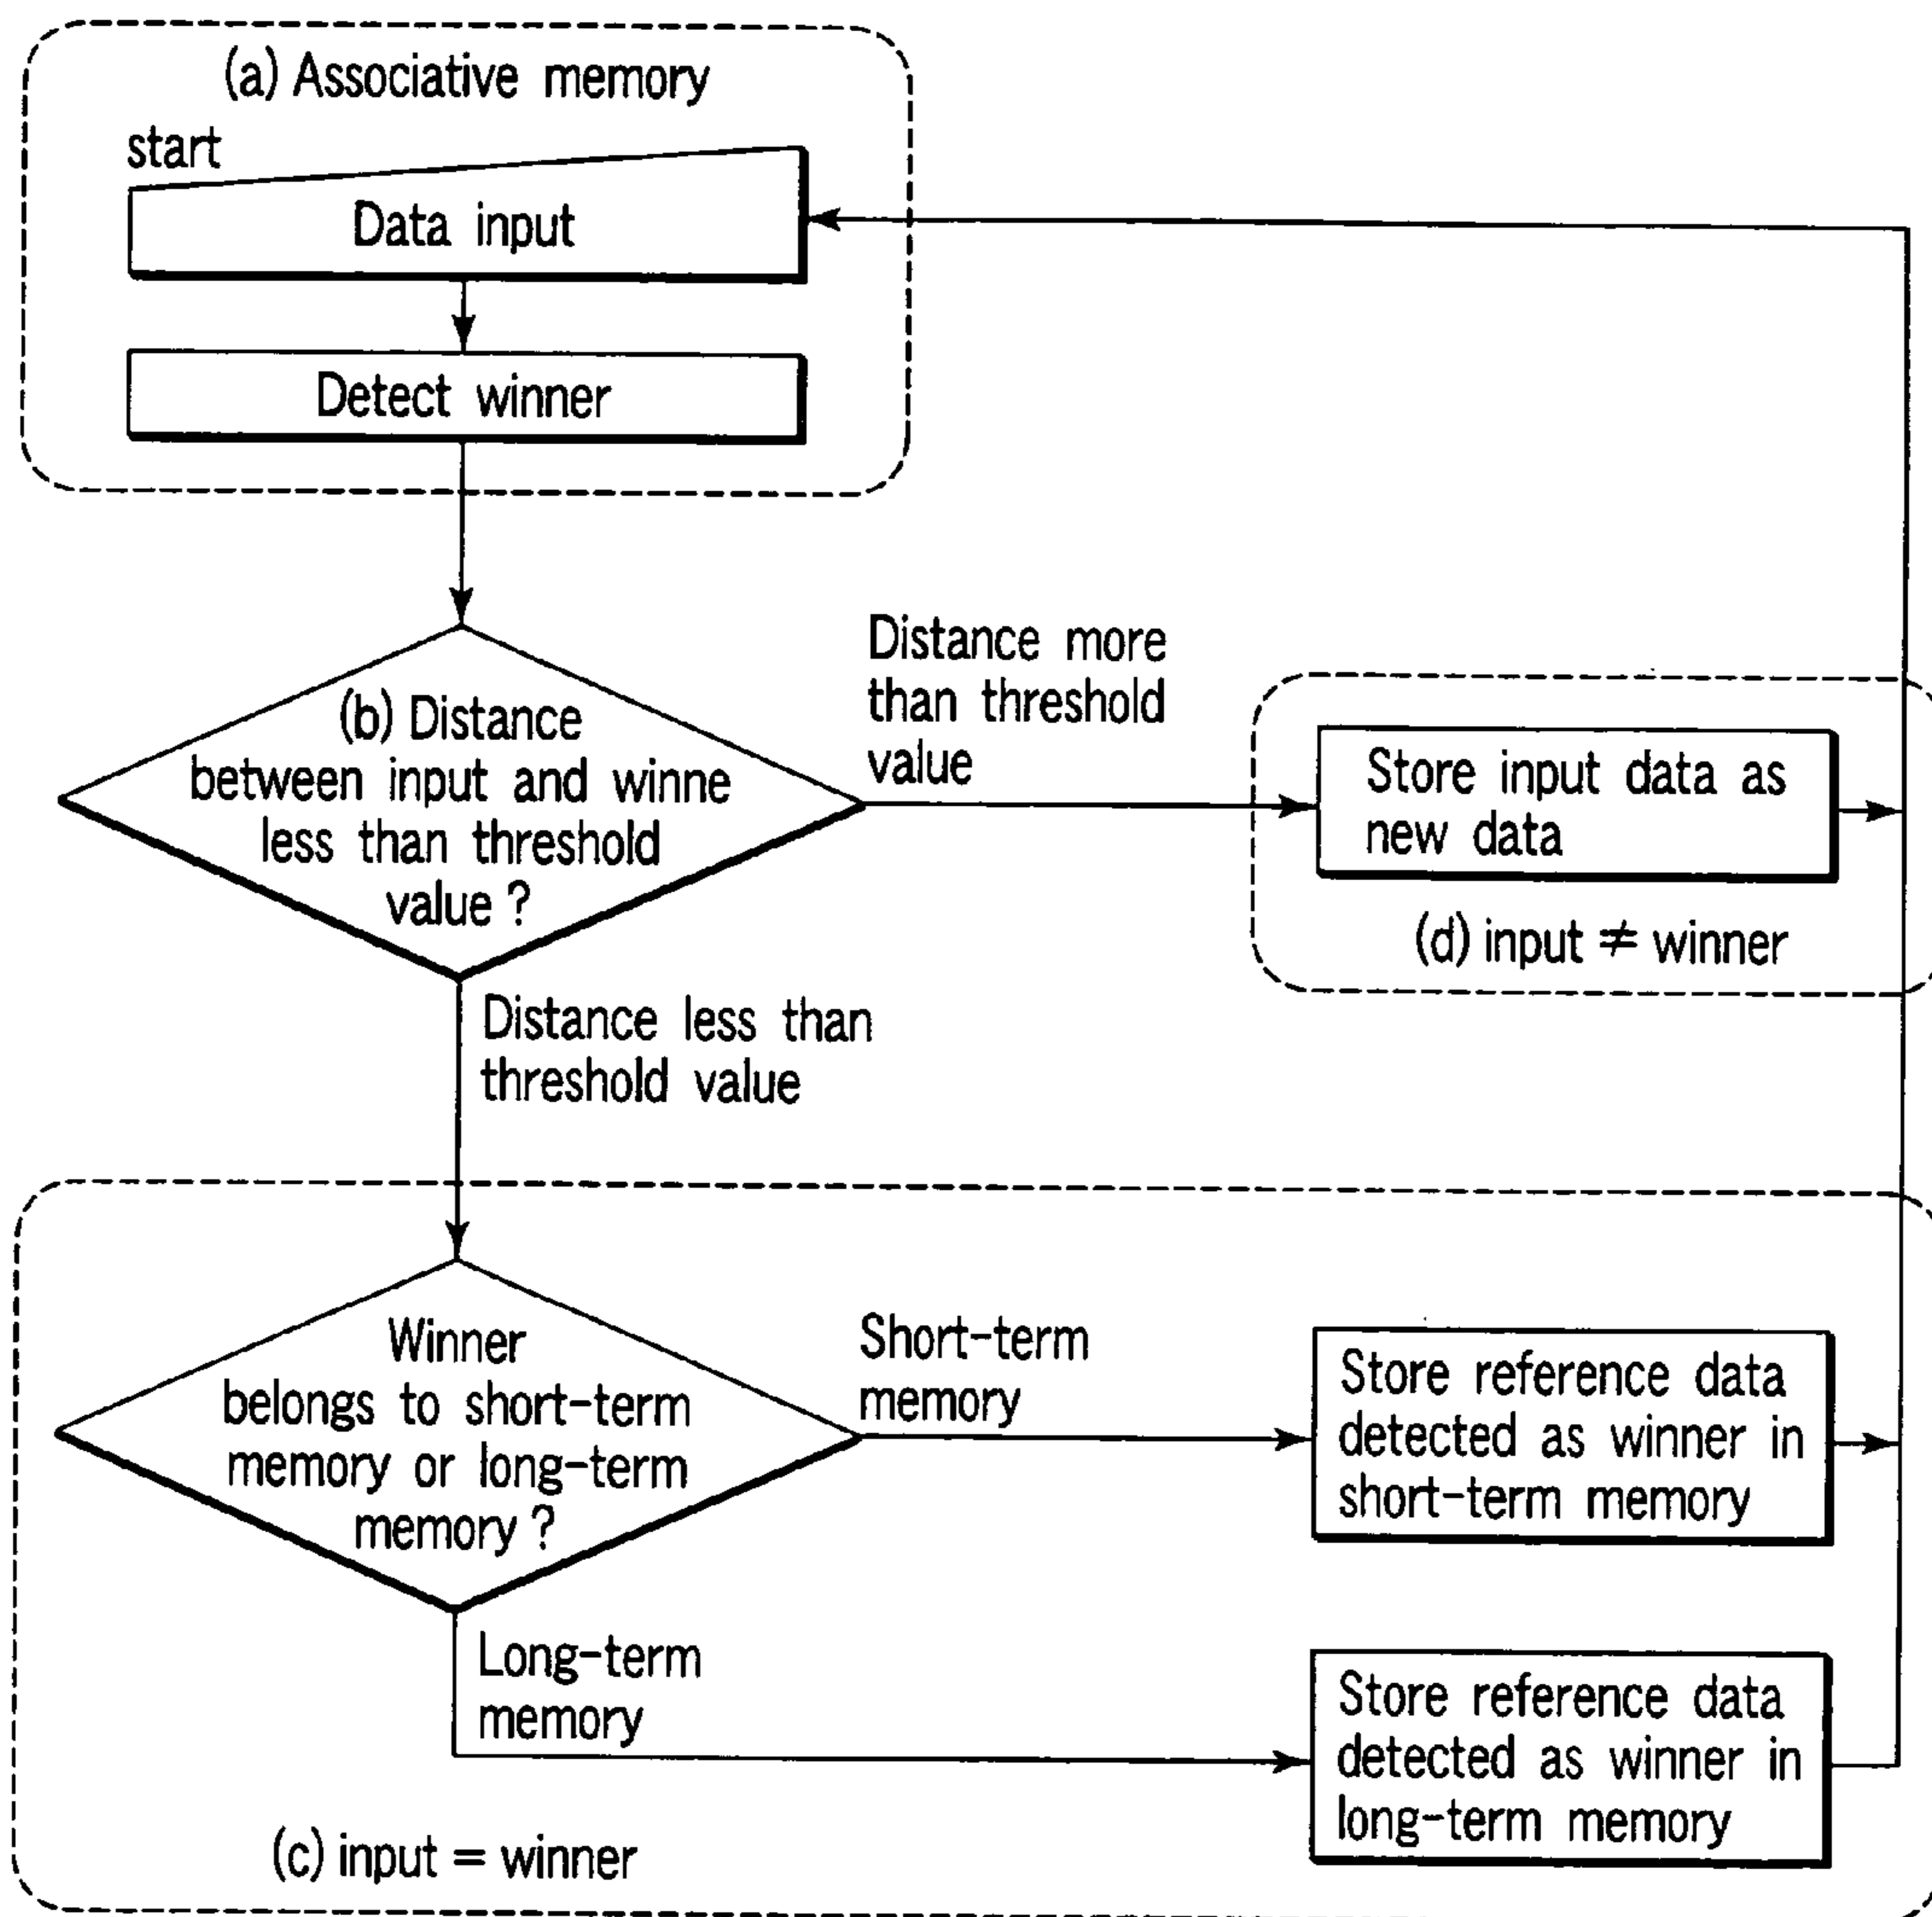 (a) Associative memory
start
Data input
Detect winner
(b) Distance
between input and winne
less than threshold
value ?
Distance more
than threshold
value
Store input data as
new data
(d) input ≠ winner
Distance less than
threshold value
Winner
belongs to short-term
memory or long-term
memory ?
Short-term
memory
Store reference data
detected as winner in
short-term memory
Long-term
memory
Store reference data
detected as winner in
long-term memory
(c) input = winner